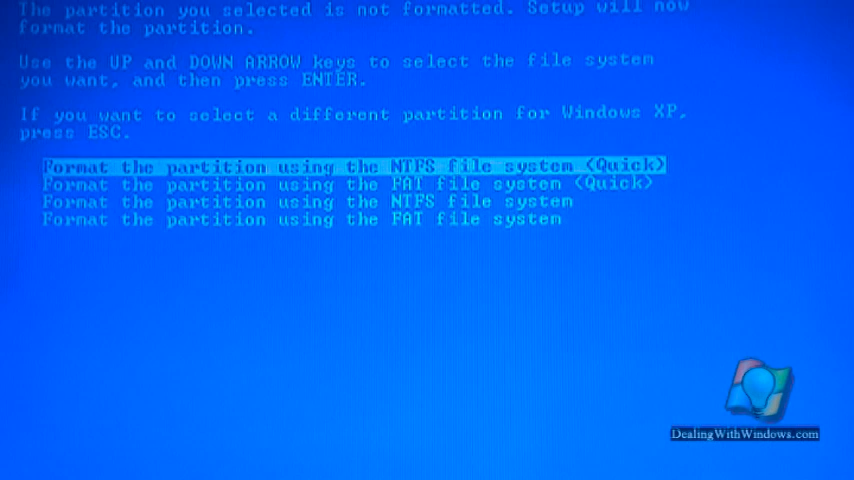 The partition you selected is not formatted. Setup will now
format the partition.
Use the UP and DOWN ARROW keys to select the file system
you want, and then press ENTER.
If you want to select a different partition for Windows XP,
press ESC.
Format the partition using the NTFS file system (Quick)
Format the partition using the FAT file system (Quick)
Format the partition using the NTFS file system
Format the partition using the FAT file system
DealingWithWindows.com